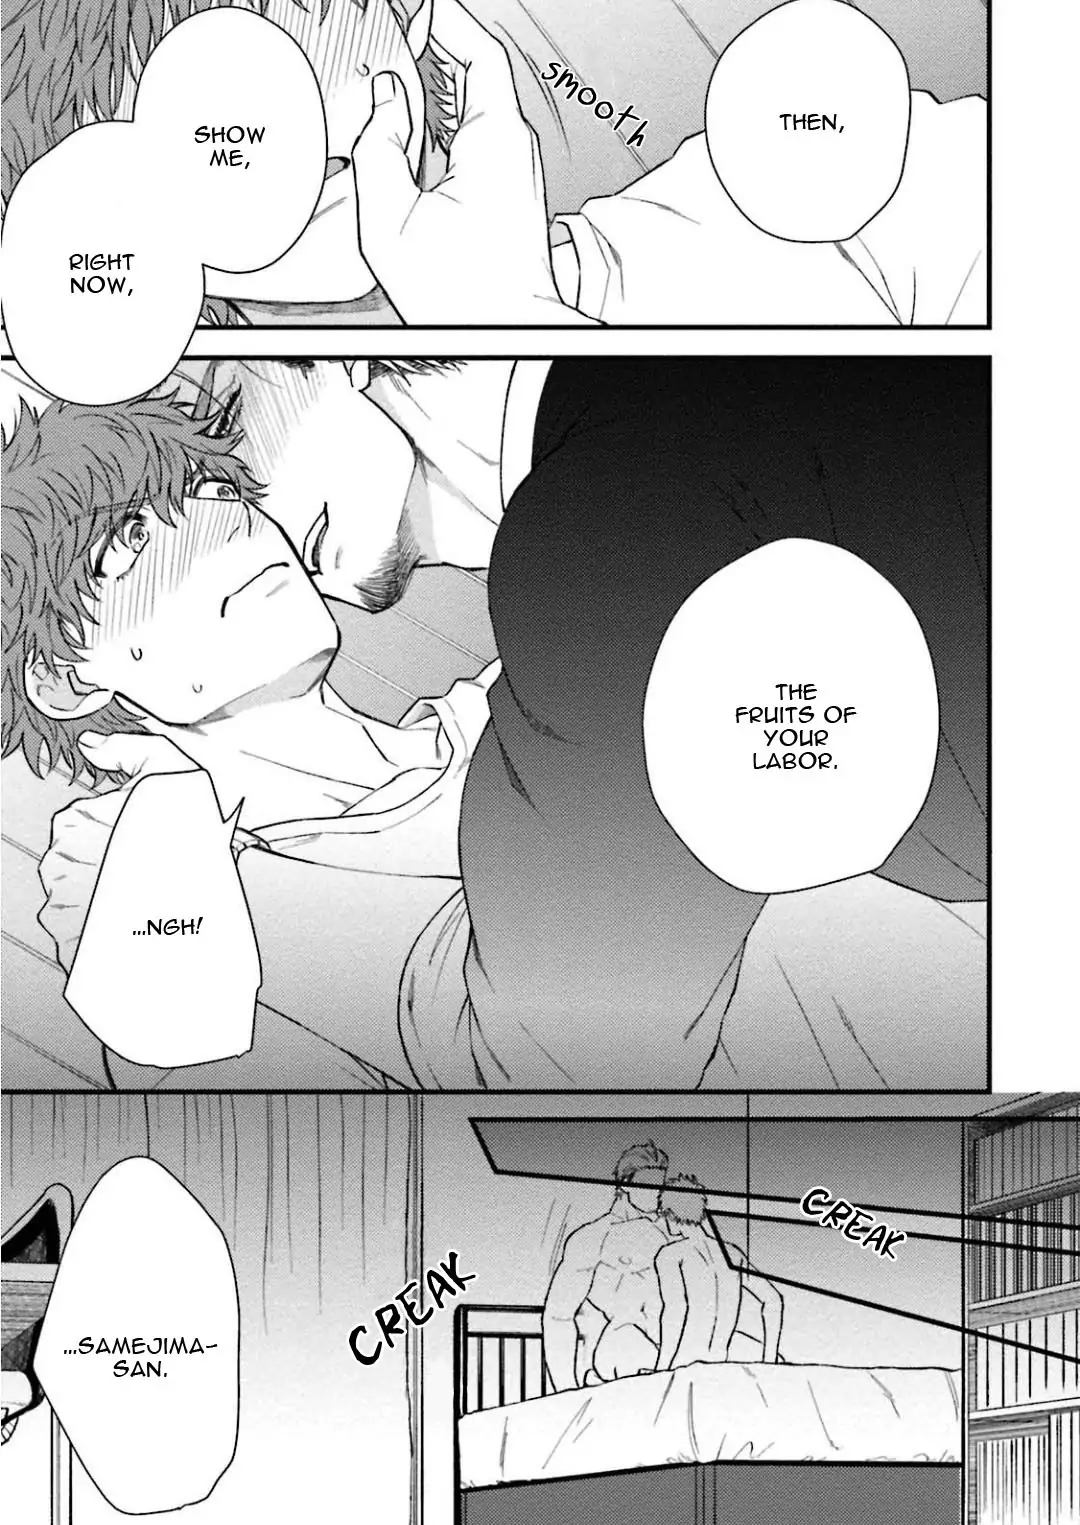 THEN,
smooth
SHOW
ME,
RIGHT
NOW,
THE
FRUITS OF
YOUR
LABOR.
...NGH!
CREAK
CREAK
...SAMEJIMA-
SAN.